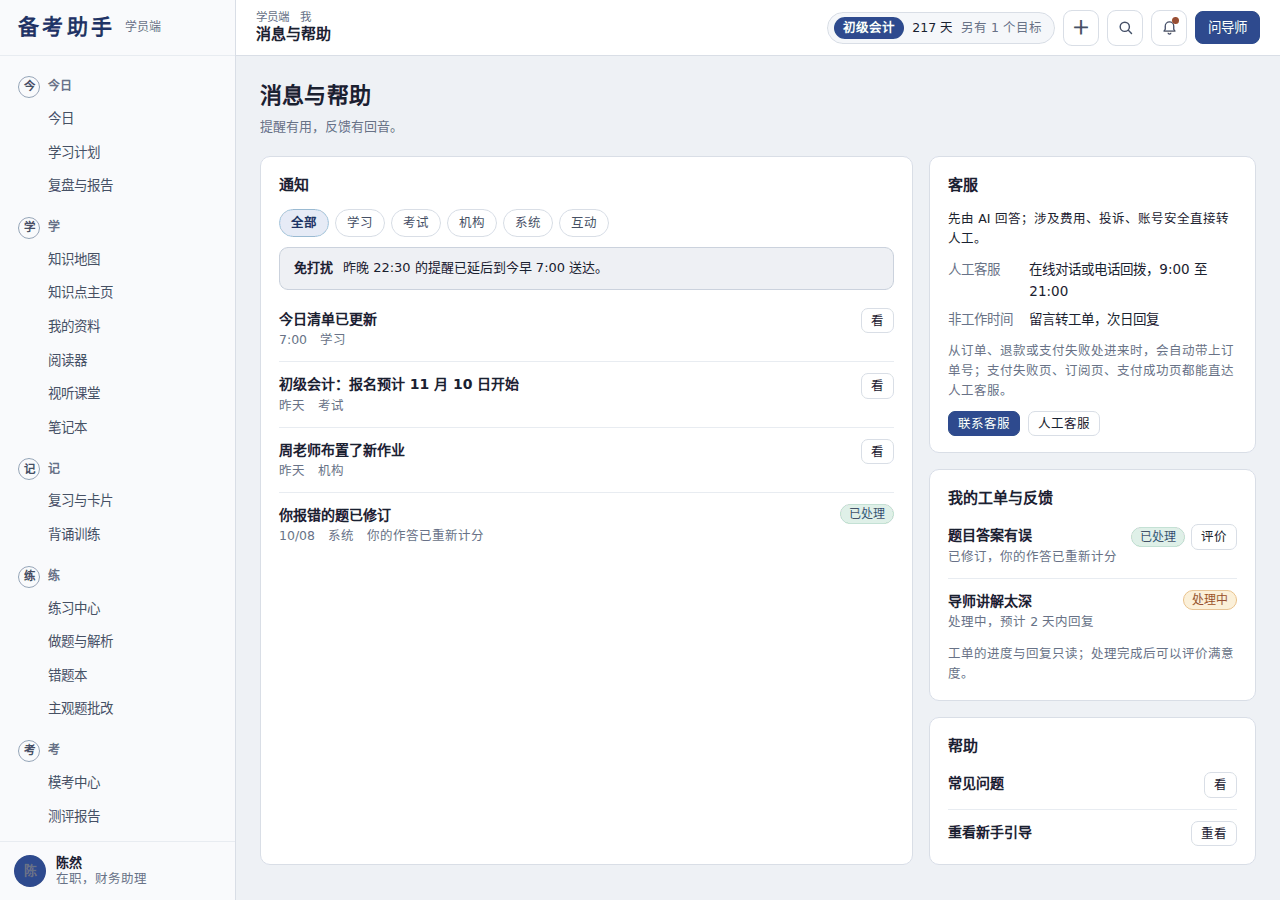 备考助手 学员端
今 今日
今日
学习计划
复盘与报告
学 学
知识地图
知识点主页
我的资料
阅读器
视听课堂
笔记本
记 记
复习与卡片
背诵训练
练 练
练习中心
做题与解析
错题本
主观题批改
考 考
模考中心
测评报告
陈 陈然
在职，财务助理
学员端 我
消息与帮助
初级会计 217 天 另有 1 个目标
问导师
消息与帮助
提醒有用，反馈有回音。
通知
全部 学习 考试 机构 系统 互动
免打扰 昨晚 22:30 的提醒已延后到今早 7:00 送达。
今日清单已更新 看
7:00 学习
初级会计：报名预计 11 月 10 日开始 看
昨天 考试
周老师布置了新作业 看
昨天 机构
你报错的题已修订 已处理
10/08 系统 你的作答已重新计分
客服
先由 AI 回答；涉及费用、投诉、账号安全直接转
人工。
人工客服 在线对话或电话回拨，9:00 至
21:00
非工作时间 留言转工单，次日回复
从订单、退款或支付失败处进来时，会自动带上订
单号；支付失败页、订阅页、支付成功页都能直达
人工客服。
联系客服 人工客服
我的工单与反馈
题目答案有误 已处理 评价
已修订，你的作答已重新计分
导师讲解太深 处理中
处理中，预计 2 天内回复
工单的进度与回复只读；处理完成后可以评价满意
度。
帮助
常见问题 看
重看新手引导 重看